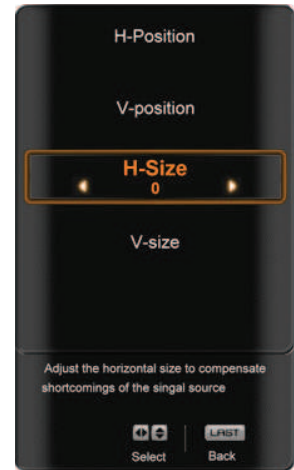 H-Position
V-position
H-Size
0
V-size
Adjust the horizontal size to compensate
shortcomings of the singal source
LAST
Select Back